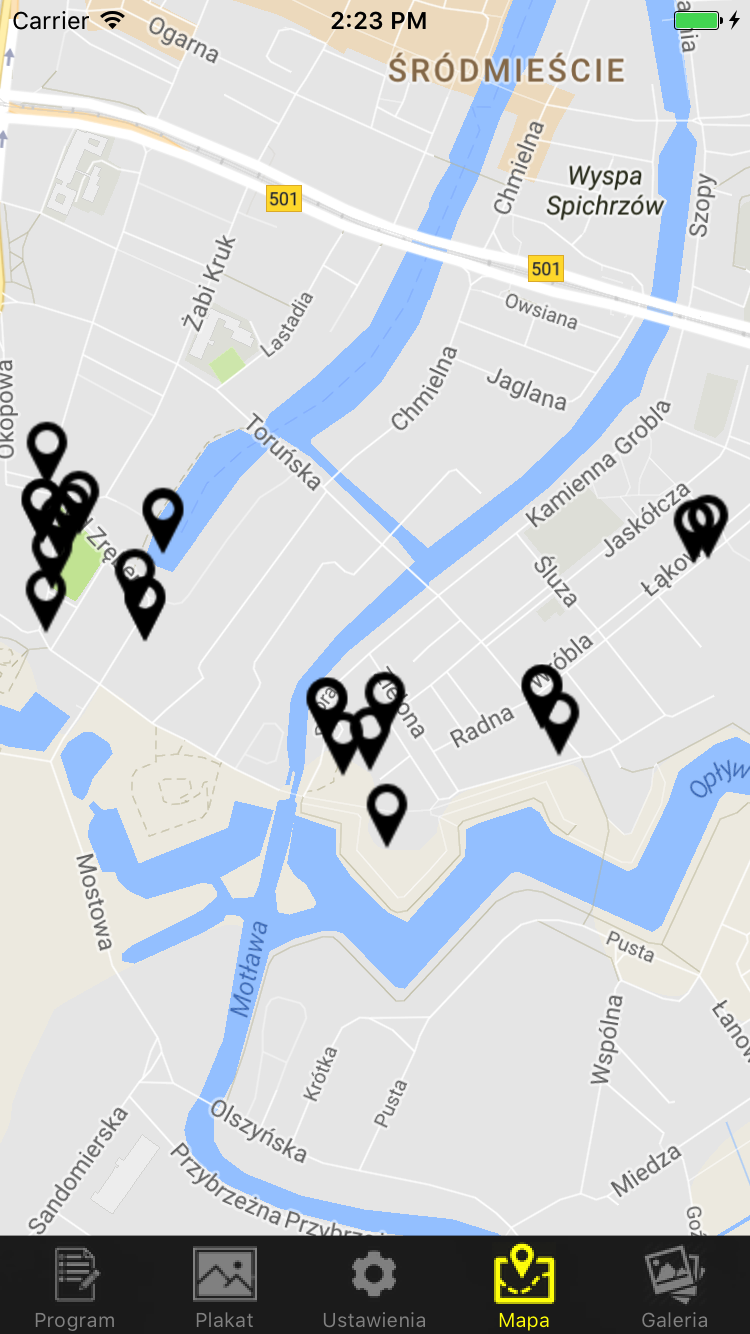 Carrier 2:23 PM
Ogarna
ŚRÓDMIEŚCIE
Chmielna
Wyspa
Spichrzów
Szopy
501
501
Żabi Kruk
Lastadia
Owsiana
Okopowa
Chmielna
Jaglana
Toruńska
Kamienna Grobla
Jaskółcza
Śluza
Wróbla
Radna
Mostowa
Motława
Pusta
Wspólna
Krótka
Pusta
Olszyńska
Sandomierska
Przybrzeżna
Miedza
Program Plakat Ustawienia Mapa Galeria